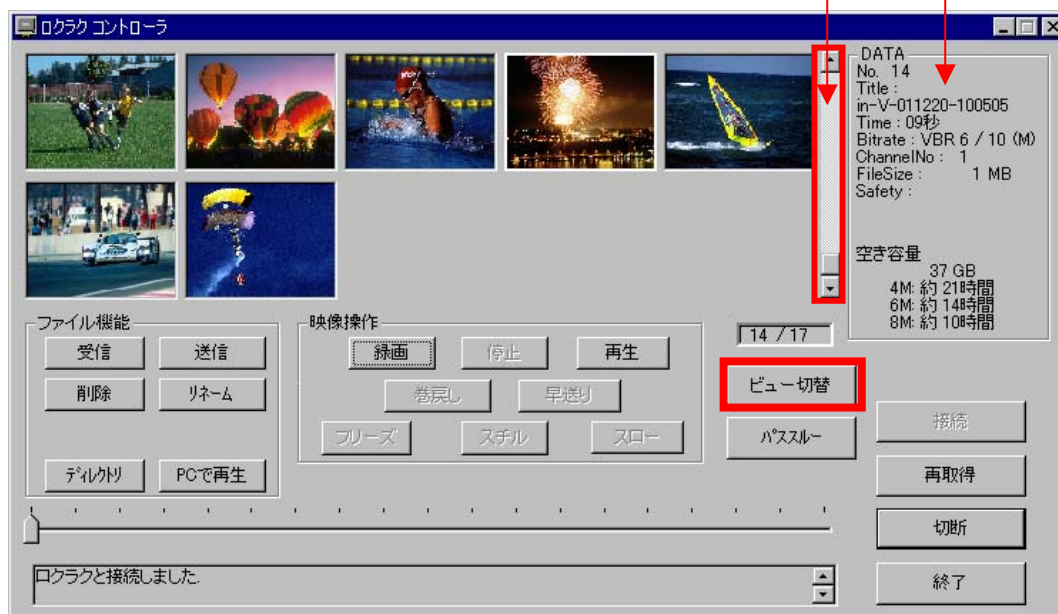 ロクラク コントローラ
DATA
No. 14
Title :
in-V-011220-100505
Time : 09秒
Bitrate : VBR 6 / 10 (M)
ChannelNo : 1
FileSize : 1 MB
Safety :
空き容量
37 GB
4M: 約 21時間
6M: 約 14時間
8M: 約 10時間
ファイル機能
受信 送信
削除 リネーム
ディレクトリ PCで再生
映像操作
録画 停止 再生
巻戻し 早送り
フリーズ スチル スロー
14 / 17
ビュー切替
パススルー
接続
再取得
切断
終了
ロクラクと接続しました.